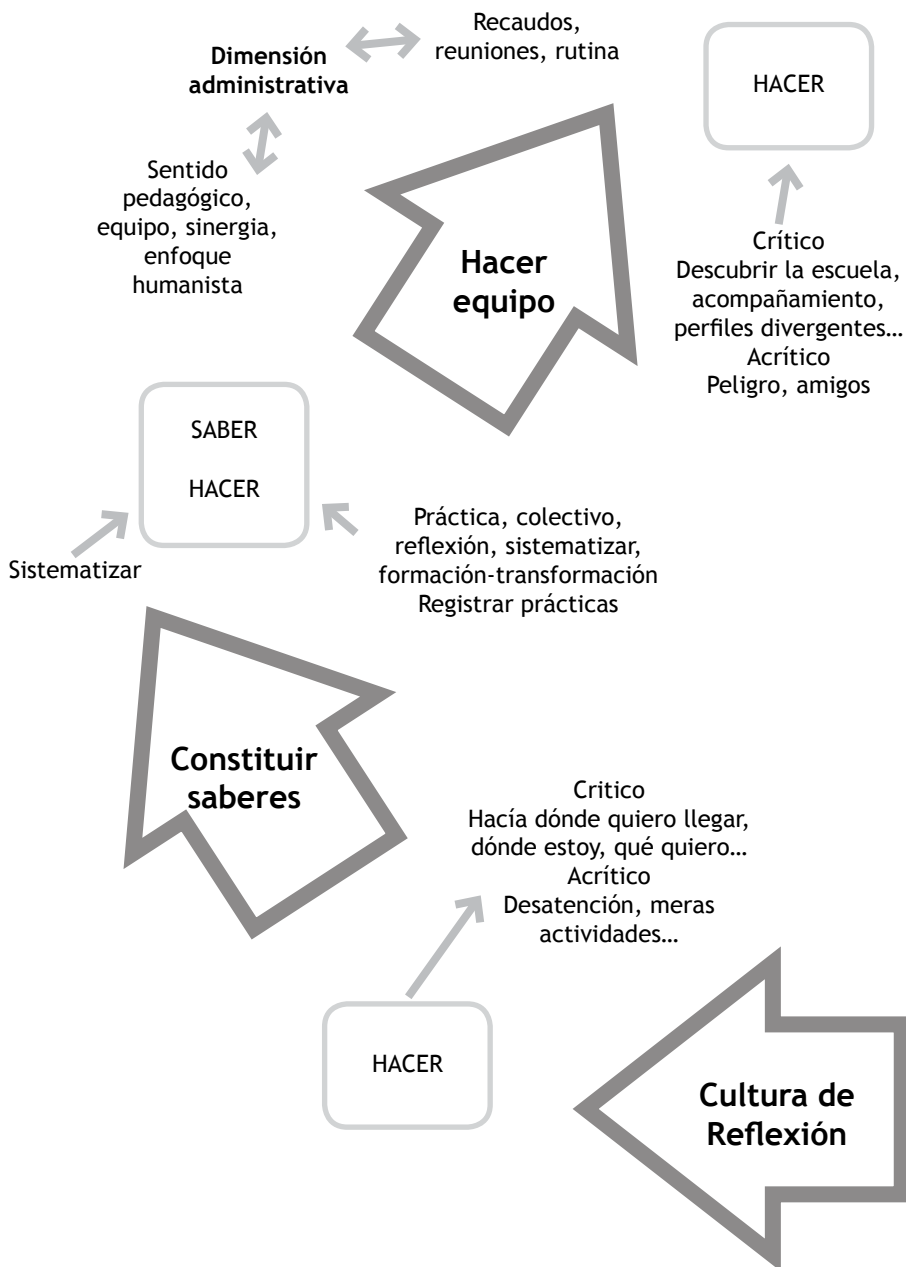 Dimensión
administrativa
Recaudos,
reuniones, rutina
HACER
Sentido
pedagógico,
equipo, sinergia,
enfoque
humanista
Hacer
equipo
Crítico
Descubrir la escuela,
acompañamiento,
perfiles divergentes...
Acrítico
Peligro, amigos
SABER
HACER
Sistematizar
Práctica, colectivo,
reflexión, sistematizar,
formación-transformación
Registrar prácticas
Constituir
saberes
Critico
Hacía dónde quiero llegar,
dónde estoy, qué quiero...
Acrítico
Desatención, meras
actividades...
HACER
Cultura de
Reflexión